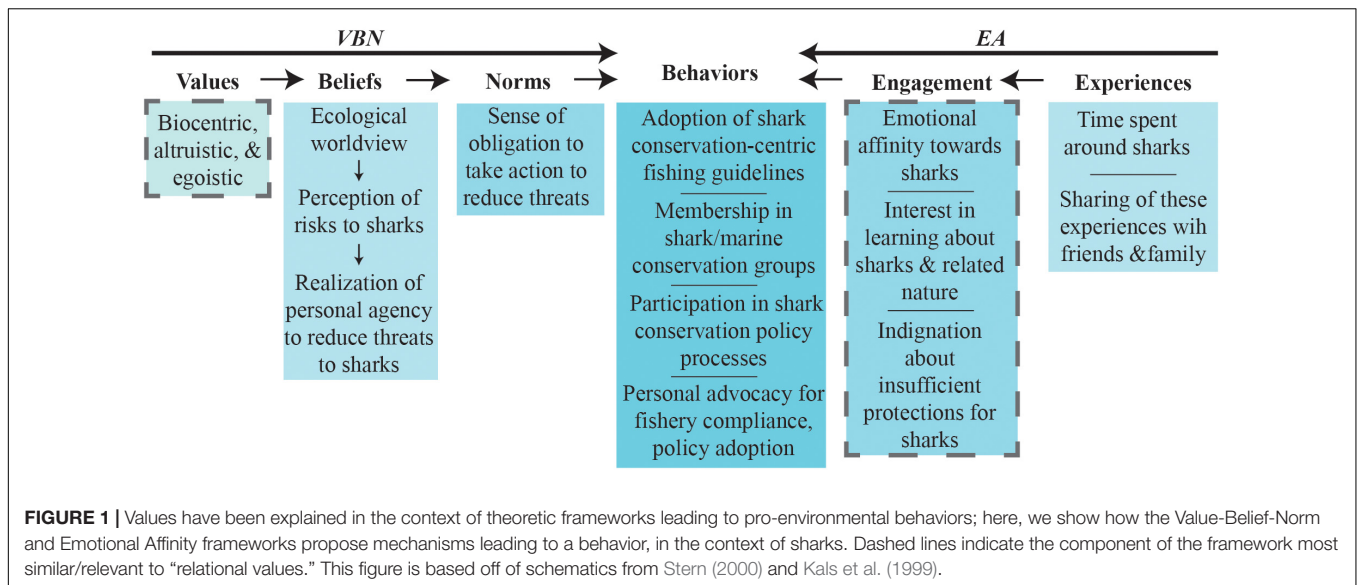 VBN
EA
Values → Beliefs → Norms → Behaviors ← Engagement ← Experiences
Biocentric,
altruistic, &
egoistic
Ecological
worldview
↓
Perception of
risks to sharks
↓
Realization of
personal agency
to reduce threats
to sharks
Sense of
obligation to
take action to
reduce threats
Adoption of shark
conservation-centric
fishing guidelines
Membership in
shark/marine
conservation groups
Participation in shark
conservation policy
processes
Personal advocacy for
fishery compliance,
policy adoption
Emotional
affinity towards
sharks
Interest in
learning about
sharks & related
nature
Indignation
about
insufficient
protections for
sharks
Time spent
around sharks
Sharing of these
experiences wih
friends &family
FIGURE 1 | Values have been explained in the context of theoretic frameworks leading to pro-environmental behaviors; here, we show how the Value-Belief-Norm
and Emotional Affinity frameworks propose mechanisms leading to a behavior, in the context of sharks. Dashed lines indicate the component of the framework most
similar/relevant to “relational values.” This figure is based off of schematics from Stern (2000) and Kals et al. (1999).